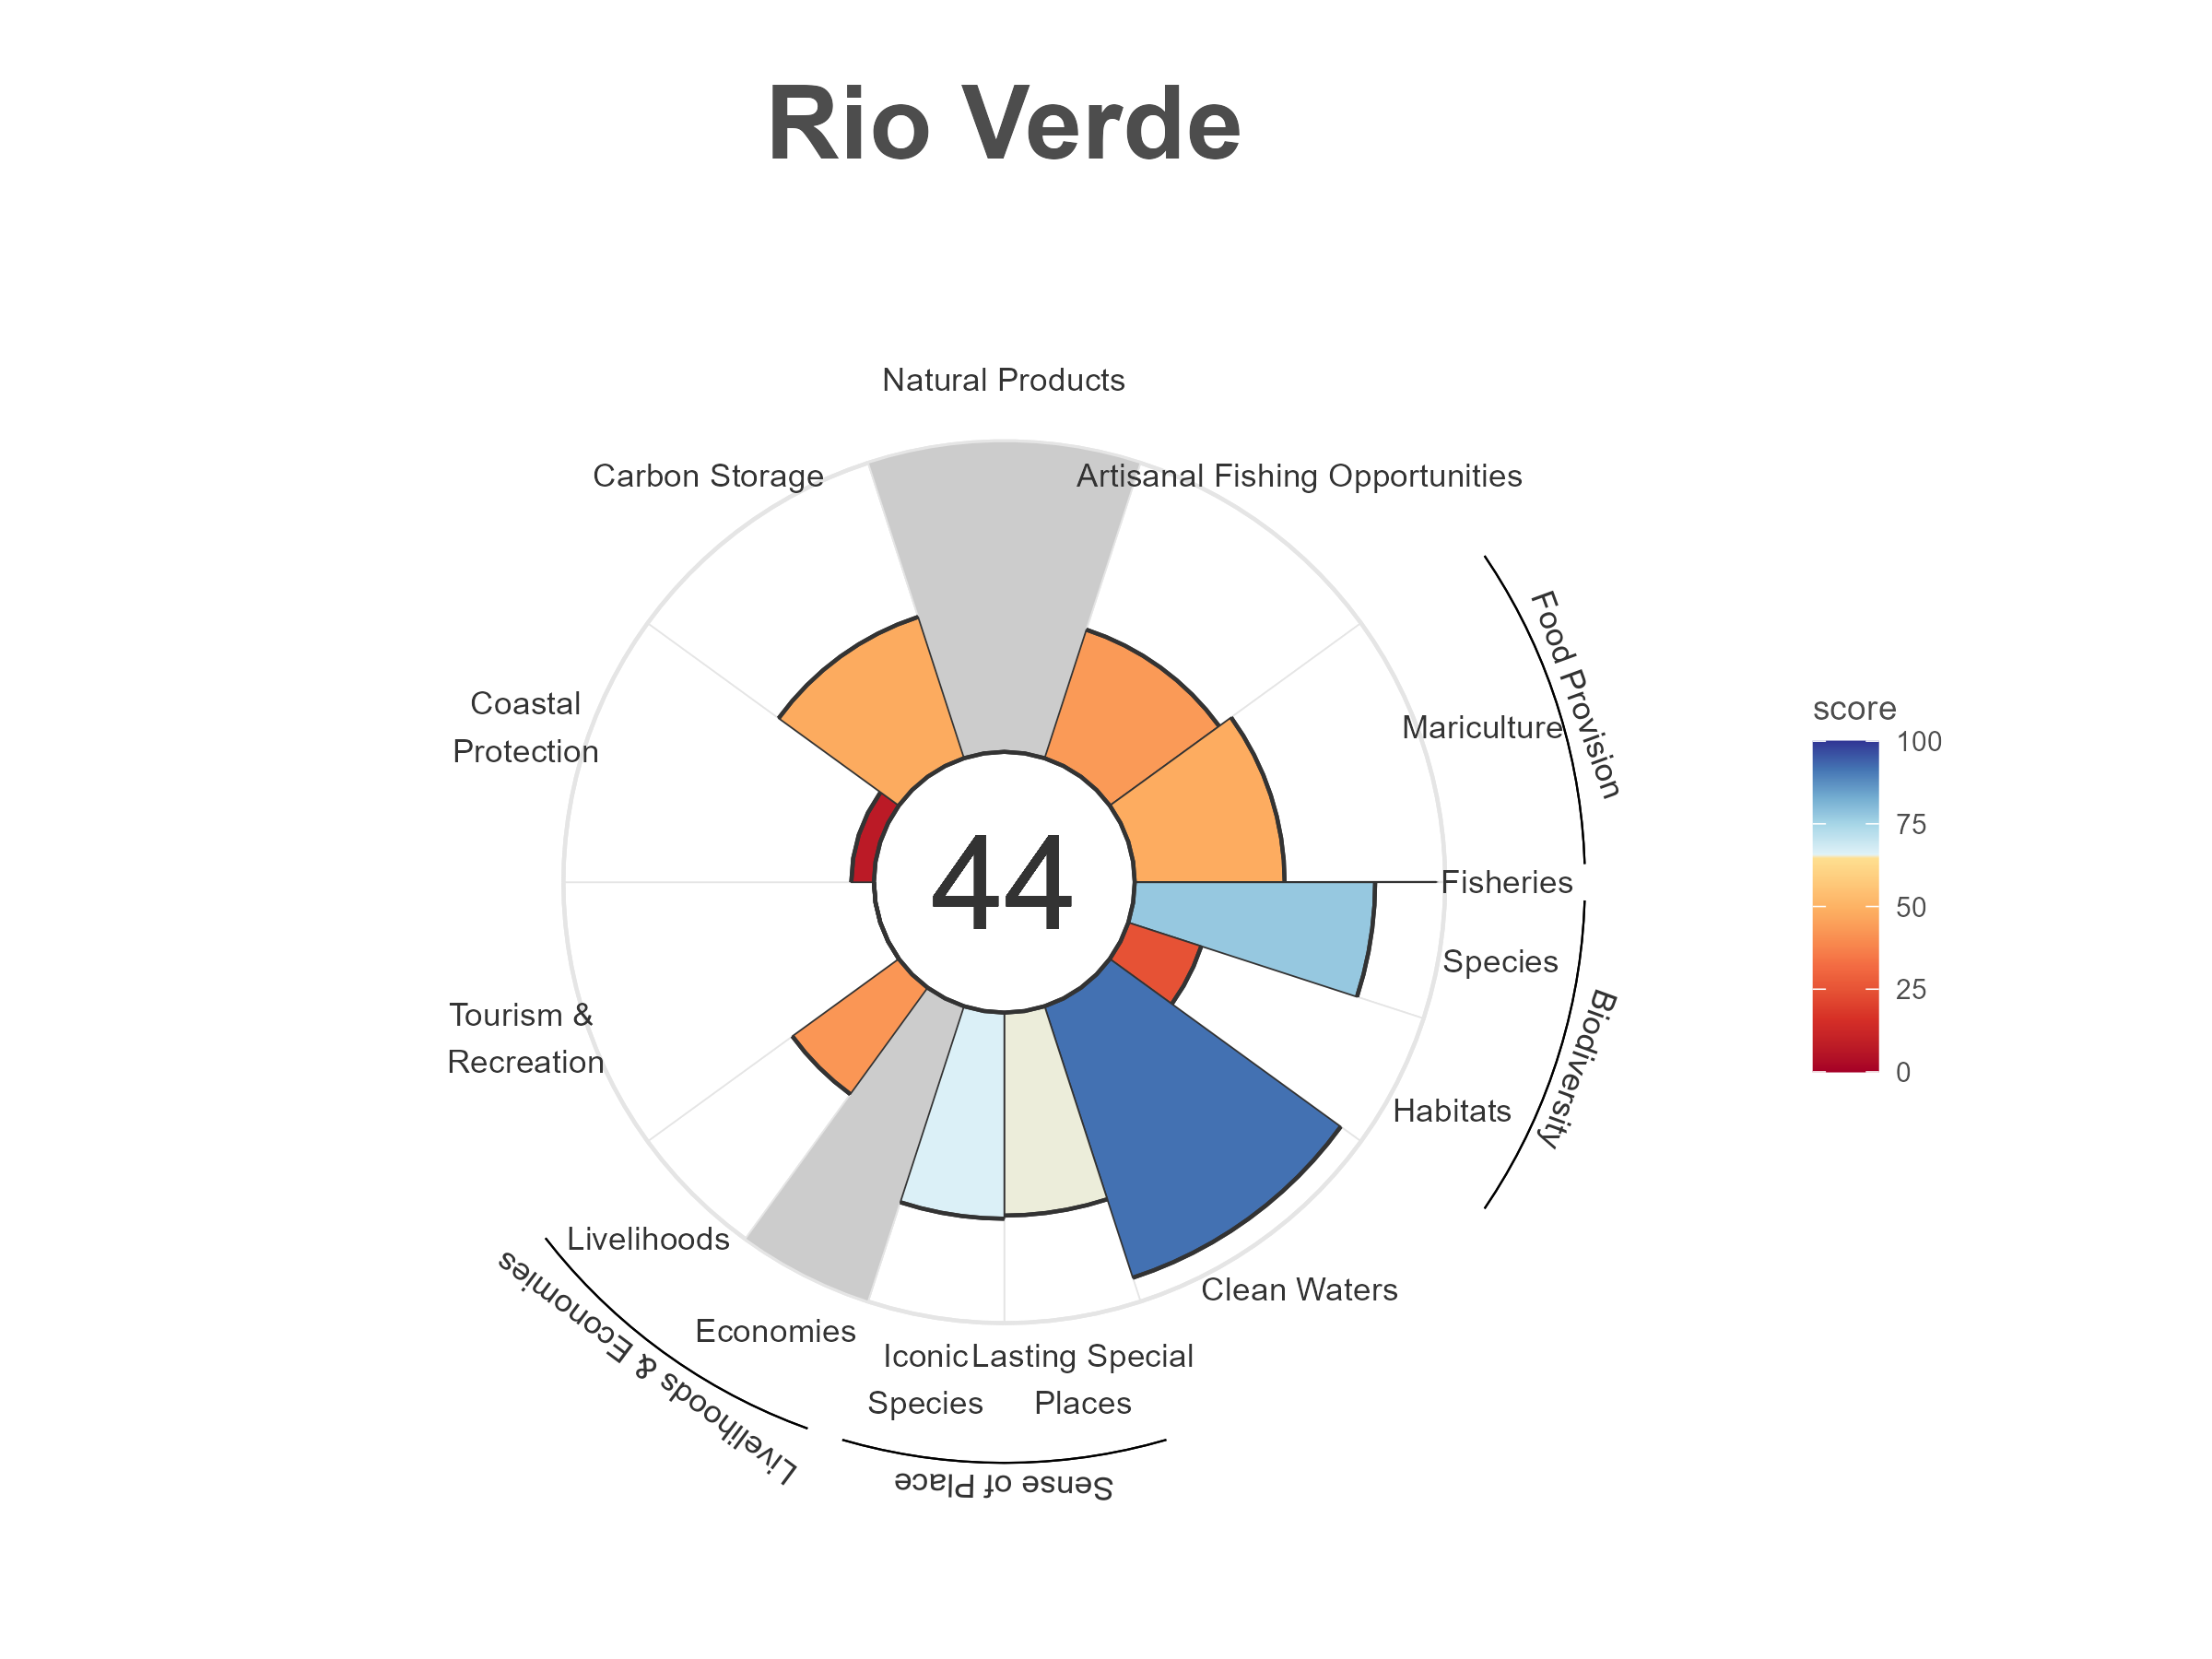 Rio Verde
Natural Products
Carbon Storage
Artisanal Fishing Opportunities
Food Provision
Coastal
Protection
Mariculture
score
100
75
50
25
0
44
Fisheries
Species
Biodiversity
Tourism &
Recreation
Habitats
Livelihoods
Clean Waters
Economies
Livelihoods & Economies
Iconic
Species
Lasting Special
Places
Sense of Place